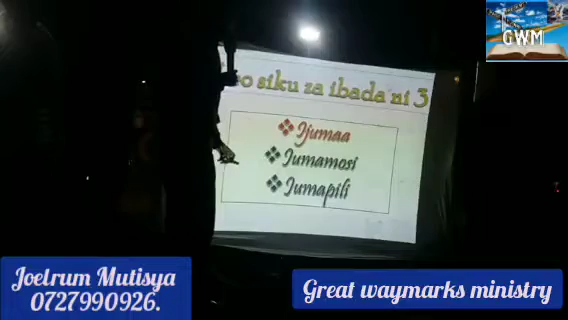 GWM
siku za ibada ni 3
Ijumaa
Jumamosi
Jumapili
Joelrum Mutisya
0727990926.
Great waymarks ministry